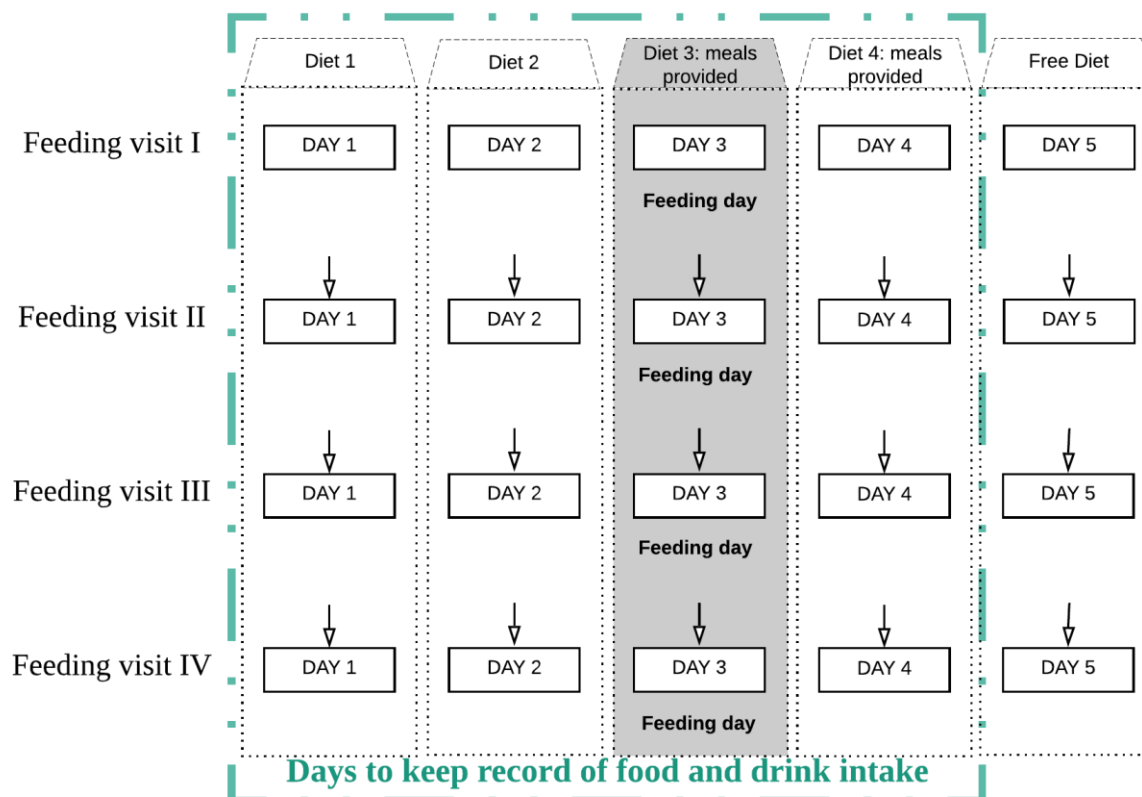 Diet 1
Diet 2
Diet 3: meals
provided
Diet 4: meals
provided
Free Diet
Feeding visit I
DAY 1
DAY 2
DAY 3
DAY 4
DAY 5
Feeding day
Feeding visit II
DAY 1
DAY 2
DAY 3
DAY 4
DAY 5
Feeding day
Feeding visit III
DAY 1
DAY 2
DAY 3
DAY 4
DAY 5
Feeding day
Feeding visit IV
DAY 1
DAY 2
DAY 3
DAY 4
DAY 5
Feeding day
Days to keep record of food and drink intake